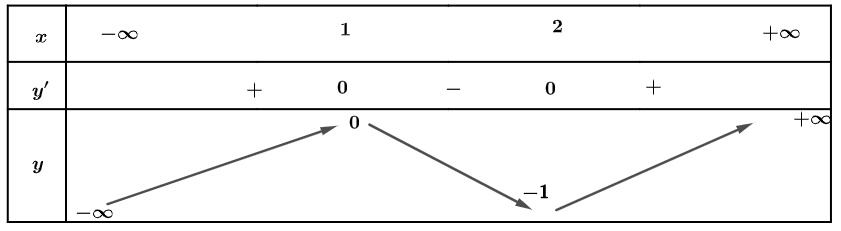 x −∞ 1 2 +∞
y′ + 0 − 0 +
0 +∞
y
−1
−∞